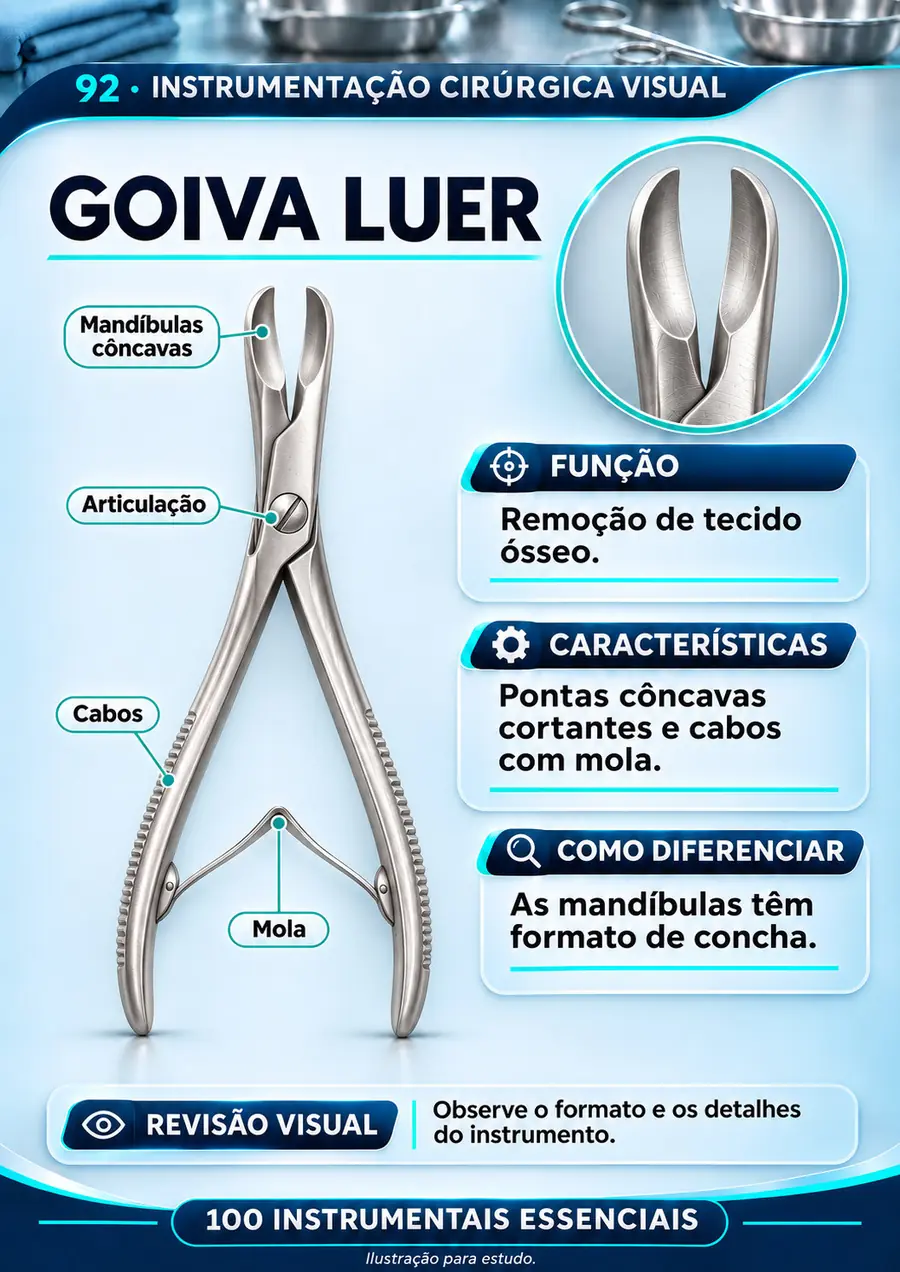 92 • INSTRUMENTAÇÃO CIRÚRGICA VISUAL
GOIVA LUER
Mandíbulas
côncavas
Articulação
Cabos
Mola
FUNÇÃO
Remoção de tecido
ósseo.
CARACTERÍSTICAS
Pontas côncavas
cortantes e cabos
com mola.
COMO DIFERENCIAR
As mandíbulas têm
formato de concha.
REVISÃO VISUAL
Observe o formato e os detalhes
do instrumento.
100 INSTRUMENTAIS ESSENCIAIS
Ilustração para estudo.